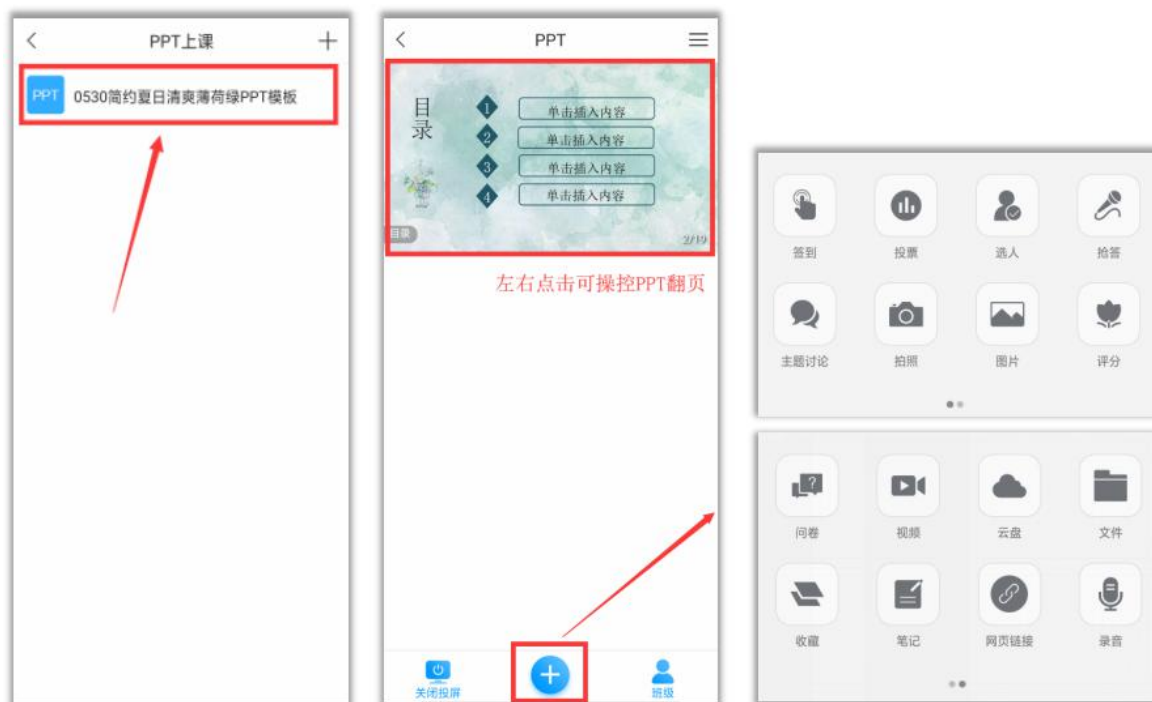 PPT上课
PPT 0530简约夏日清爽薄荷绿PPT模板
PPT
目录
1 单击插入内容
2 单击插入内容
3 单击插入内容
4 单击插入内容
目录
2/19
左右点击可操控PPT翻页
关闭投屏
班级
签到 投票 选人 抢答
主题讨论 拍照 图片 评分
问卷 视频 云盘 文件
收藏 笔记 网页链接 录音